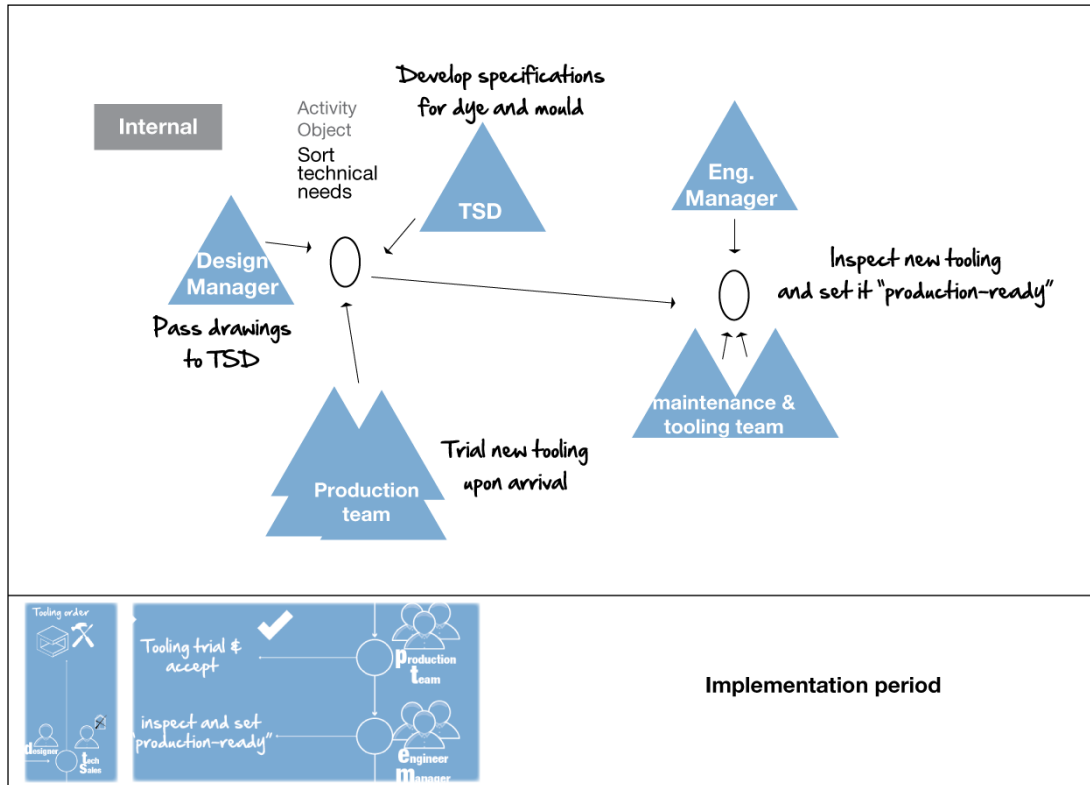 Develop specifications
for dye and mould
Internal
Activity
Object
Sort
technical
needs
TSD
Eng.
Manager
Design
Manager
Pass drawings
to TSD
Inspect new tooling
and set it "production-ready"
maintenance &
tooling team
Trial new tooling
upon arrival
Production
team
Tooling order
designer
tech
Sales
Tooling trial &
accept
production
team
inspect and set
"production-ready"
engineer
manager
Implementation period